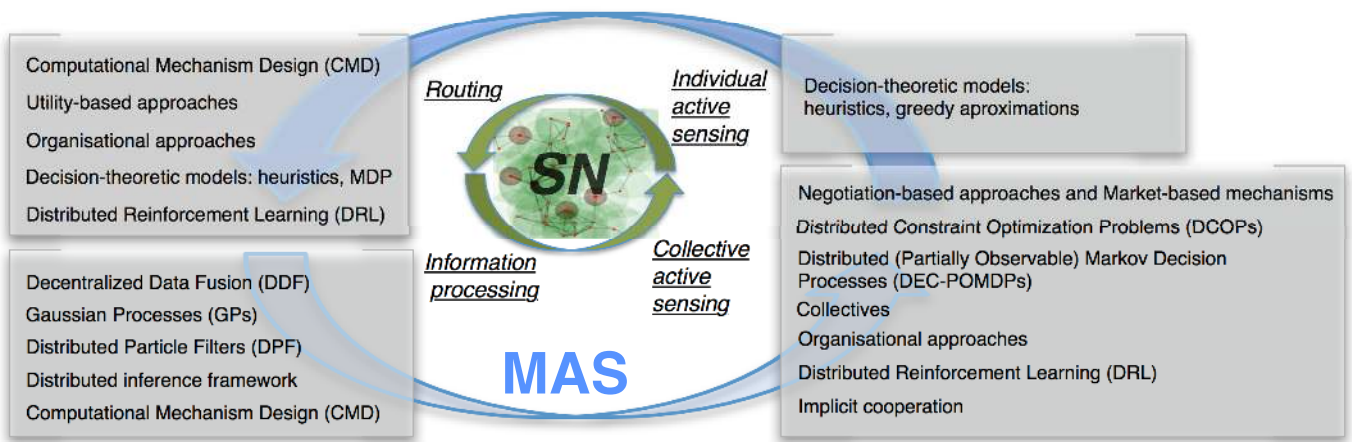 Computational Mechanism Design (CMD)
Utility-based approaches
Organisational approaches
Decision-theoretic models: heuristics, MDP
Distributed Reinforcement Learning (DRL)
Decentralized Data Fusion (DDF)
Gaussian Processes (GPs)
Distributed Particle Filters (DPF)
Distributed inference framework
Computational Mechanism Design (CMD)
Routing
Individual
active
sensing
SN
Information
processing
Collective
active
sensing
MAS
Decision-theoretic models:
heuristics, greedy aproximations
Negotiation-based approaches and Market-based mechanisms
Distributed Constraint Optimization Problems (DCOPs)
Distributed (Partially Observable) Markov Decision
Processes (DEC-POMDPs)
Collectives
Organisational approaches
Distributed Reinforcement Learning (DRL)
Implicit cooperation